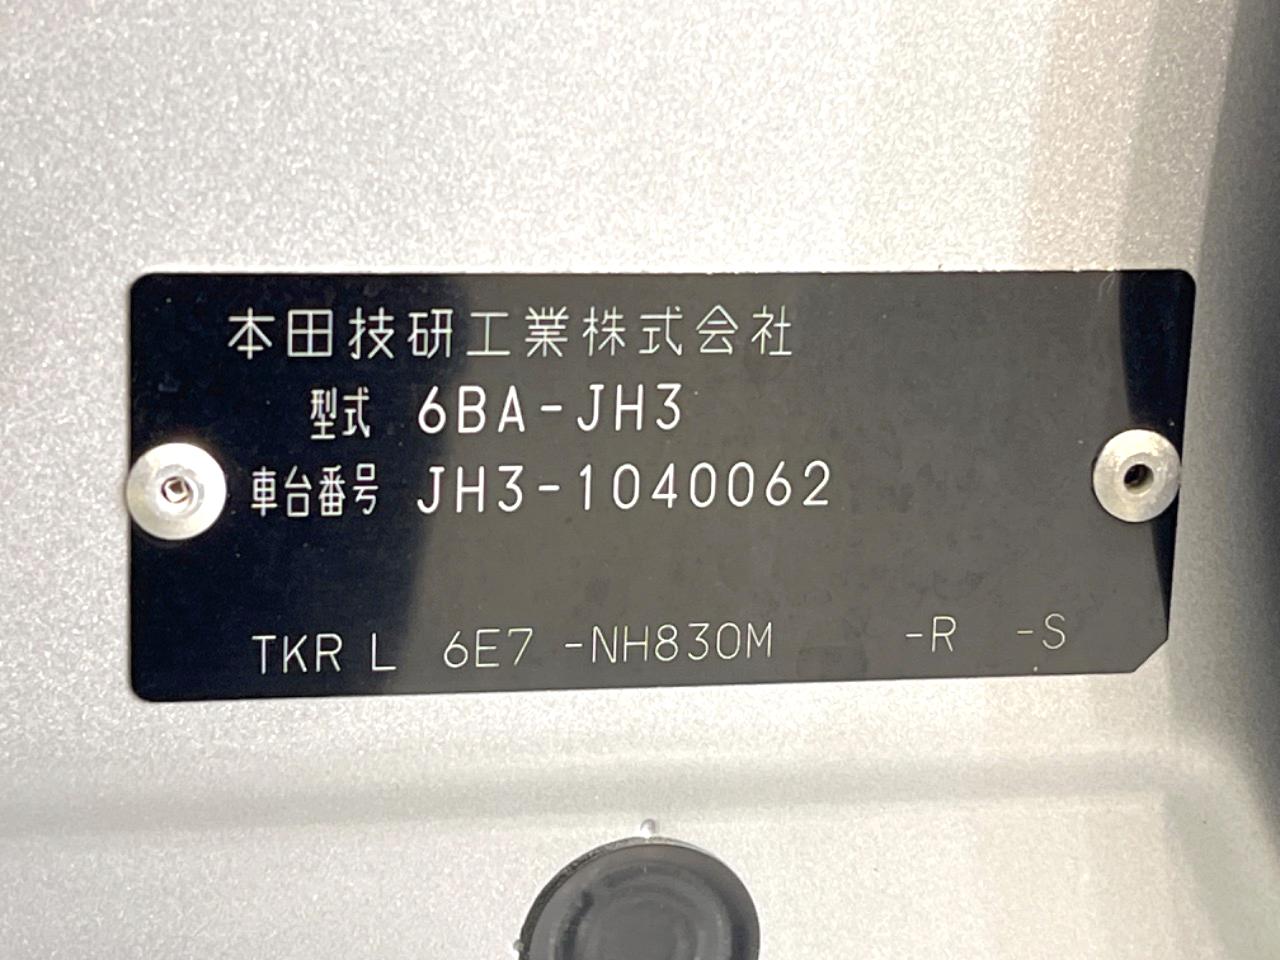 本田技研工業株式会社
型式 6BA-JH3
車台番号 JH3-1040062
TKR L 6E7 -NH830M -R -S